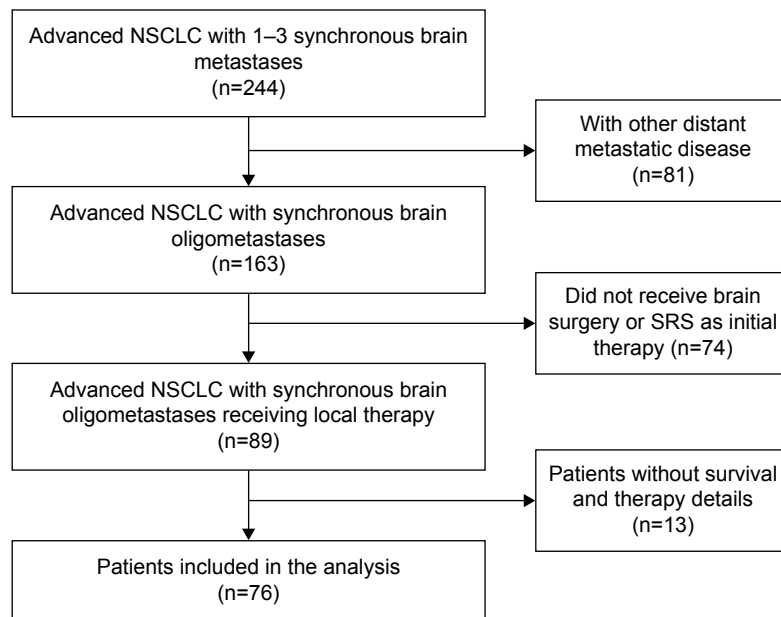 Advanced NSCLC with 1–3 synchronous brain
metastases
(n=244)
With other distant
metastatic disease
(n=81)
Advanced NSCLC with synchronous brain
oligometastases
(n=163)
Did not receive brain
surgery or SRS as initial
therapy (n=74)
Advanced NSCLC with synchronous brain
oligometastases receiving local therapy
(n=89)
Patients without survival
and therapy details
(n=13)
Patients included in the analysis
(n=76)